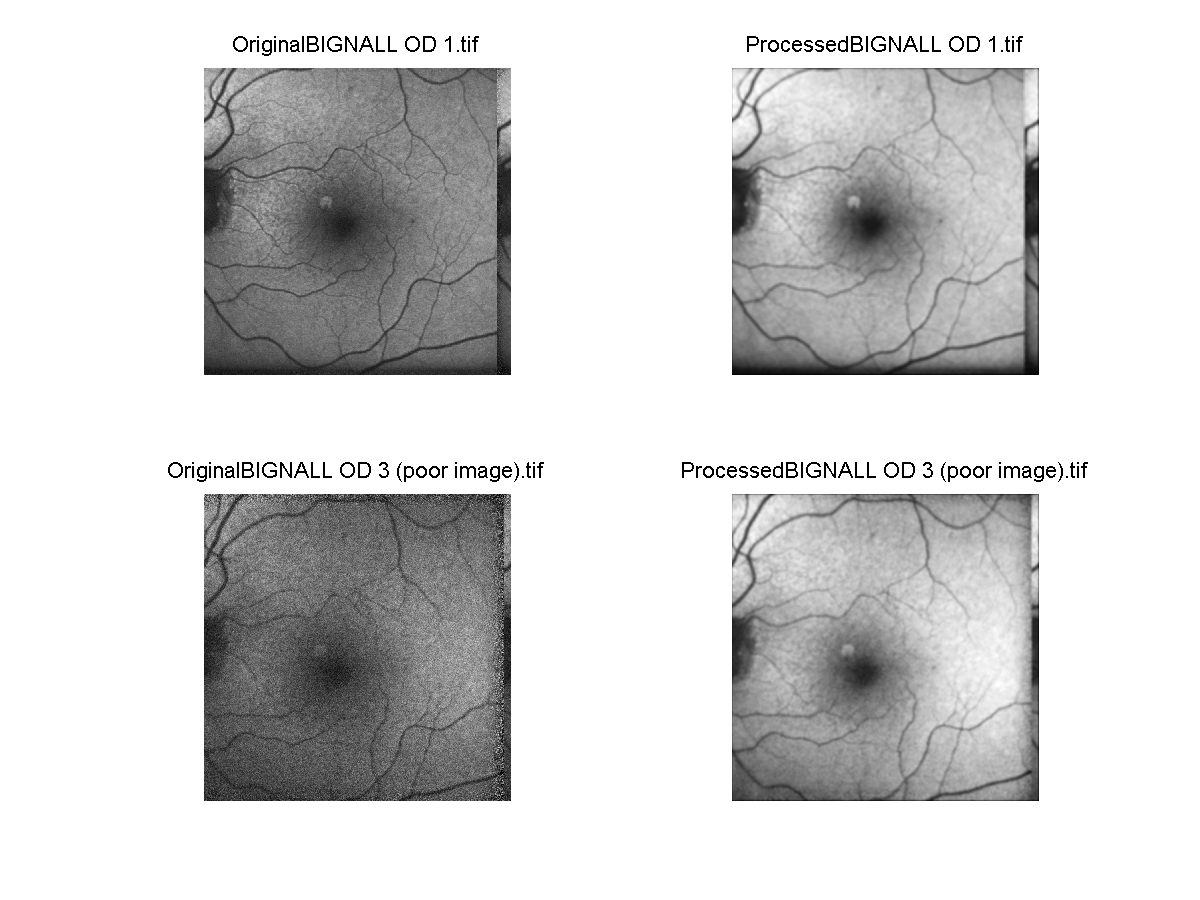 OriginalBIGNALL OD 1.tif
ProcessedBIGNALL OD 1.tif
OriginalBIGNALL OD 3 (poor image).tif
ProcessedBIGNALL OD 3 (poor image).tif